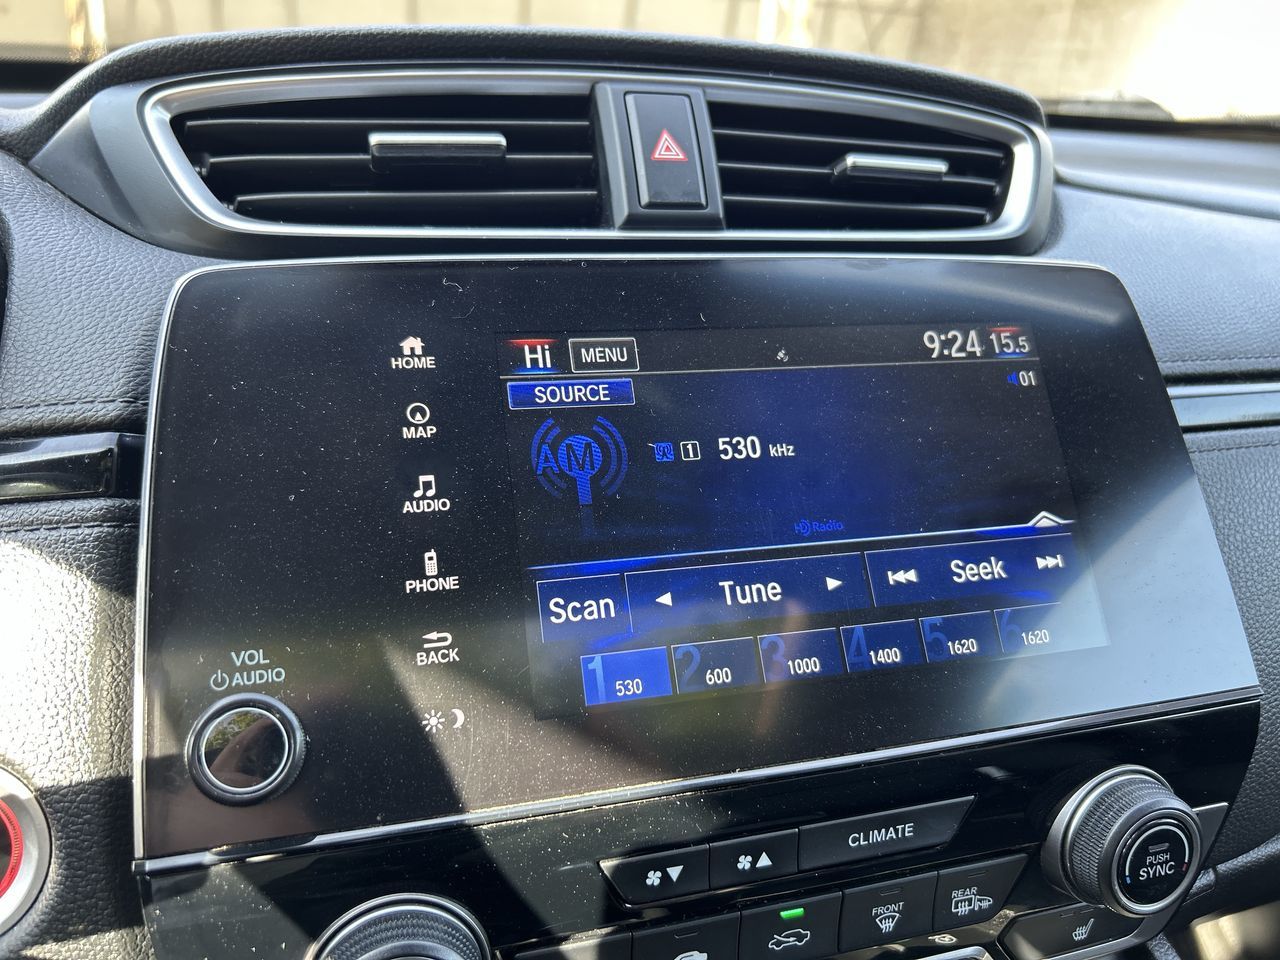 HOME
MAP
AUDIO
PHONE
BACK
VOL
AUDIO
Hi MENU 9:24 15.5
SOURCE 01
AM 1 530 kHz
HD Radio
Scan Tune Seek
1 530 2 600 3 1000 4 1400 5 1620 6 1620
CLIMATE
FRONT
REAR
PUSH
SYNC